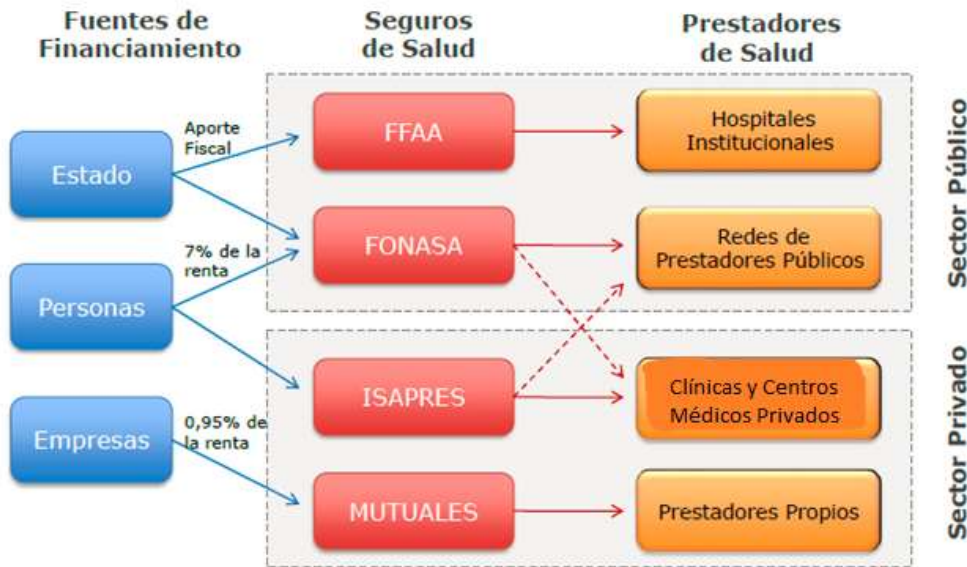 Fuentes de
Financiamiento
Seguros
de Salud
Prestadores
de Salud
Aporte
Fiscal
Estado
FFAA
Hospitales
Institucionales
7% de la
renta
FONASA
Redes de
Prestadores Públicos
Sector Público
Personas
ISAPRES
Clínicas y Centros
Médicos Privados
Empresas
0,95% de
la renta
MUTUALES
Prestadores Propios
Sector Privado